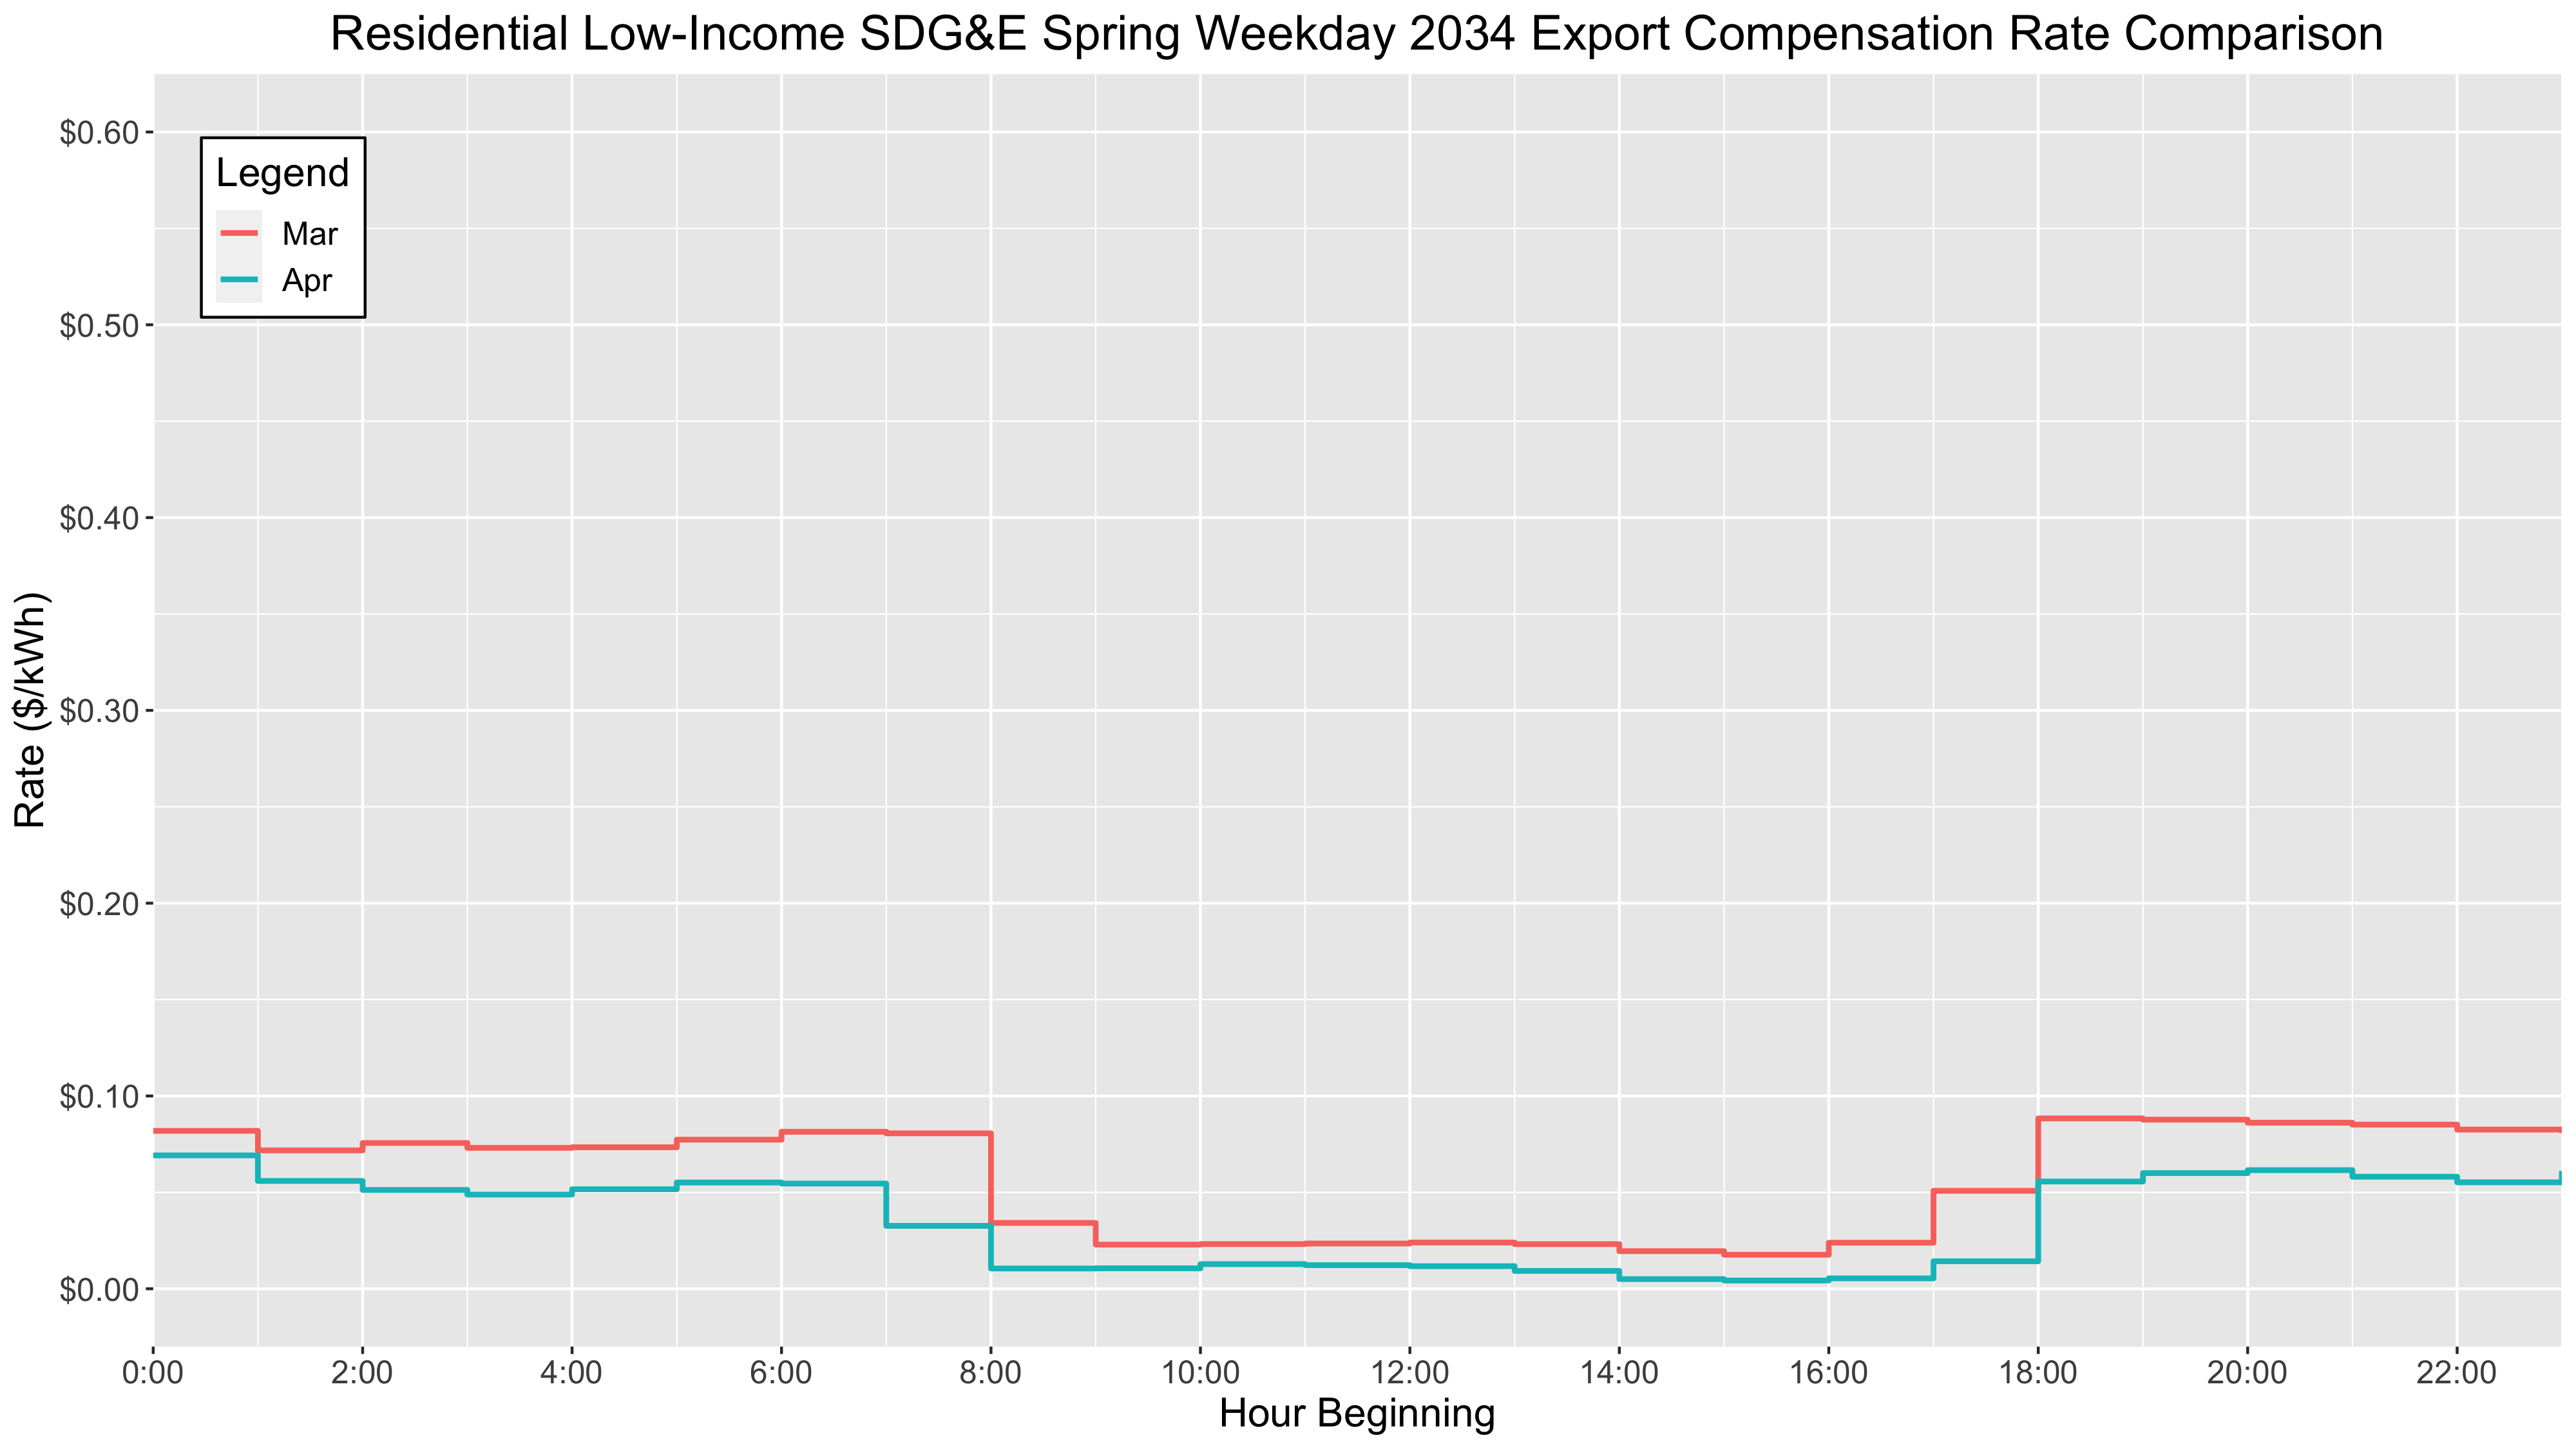 Residential Low-Income SDG&E Spring Weekday 2034 Export Compensation Rate Comparison
Legend
Mar
Apr
Rate ($/kWh)
$0.60
$0.50
$0.40
$0.30
$0.20
$0.10
$0.00
0:00 2:00 4:00 6:00 8:00 10:00 12:00 14:00 16:00 18:00 20:00 22:00
Hour Beginning